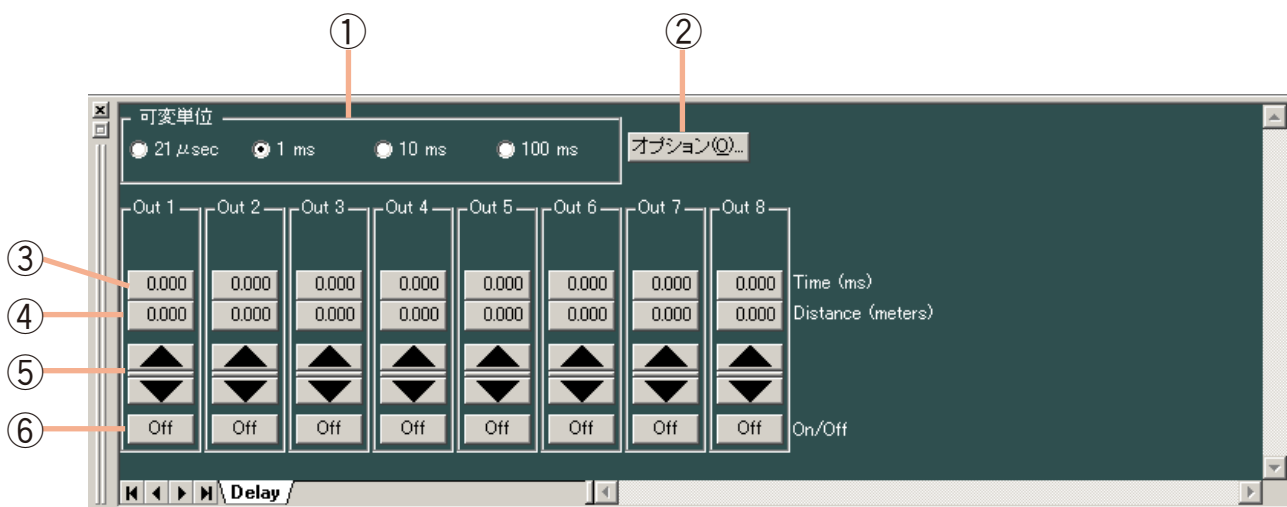 ① ②
可変単位
21 μsec 1 ms 10 ms 100 ms オプション(O)...
Out 1 Out 2 Out 3 Out 4 Out 5 Out 6 Out 7 Out 8
③ 0.000 0.000 0.000 0.000 0.000 0.000 0.000 0.000 Time (ms)
④ 0.000 0.000 0.000 0.000 0.000 0.000 0.000 0.000 Distance (meters)
⑤
⑥ Off Off Off Off Off Off Off Off On/Off
Delay